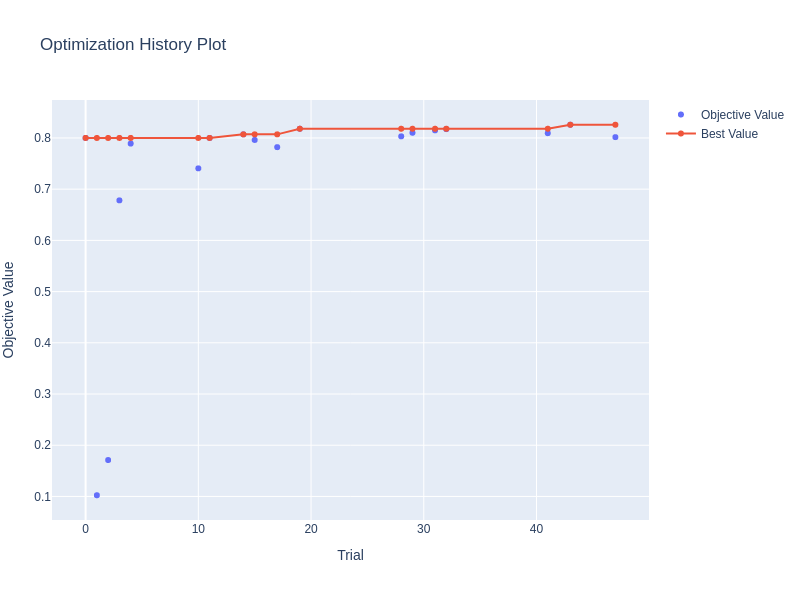 Optimization History Plot
Objective Value
Best Value
Objective Value
0.8
0.7
0.6
0.5
0.4
0.3
0.2
0.1
0 10 20 30 40
Trial